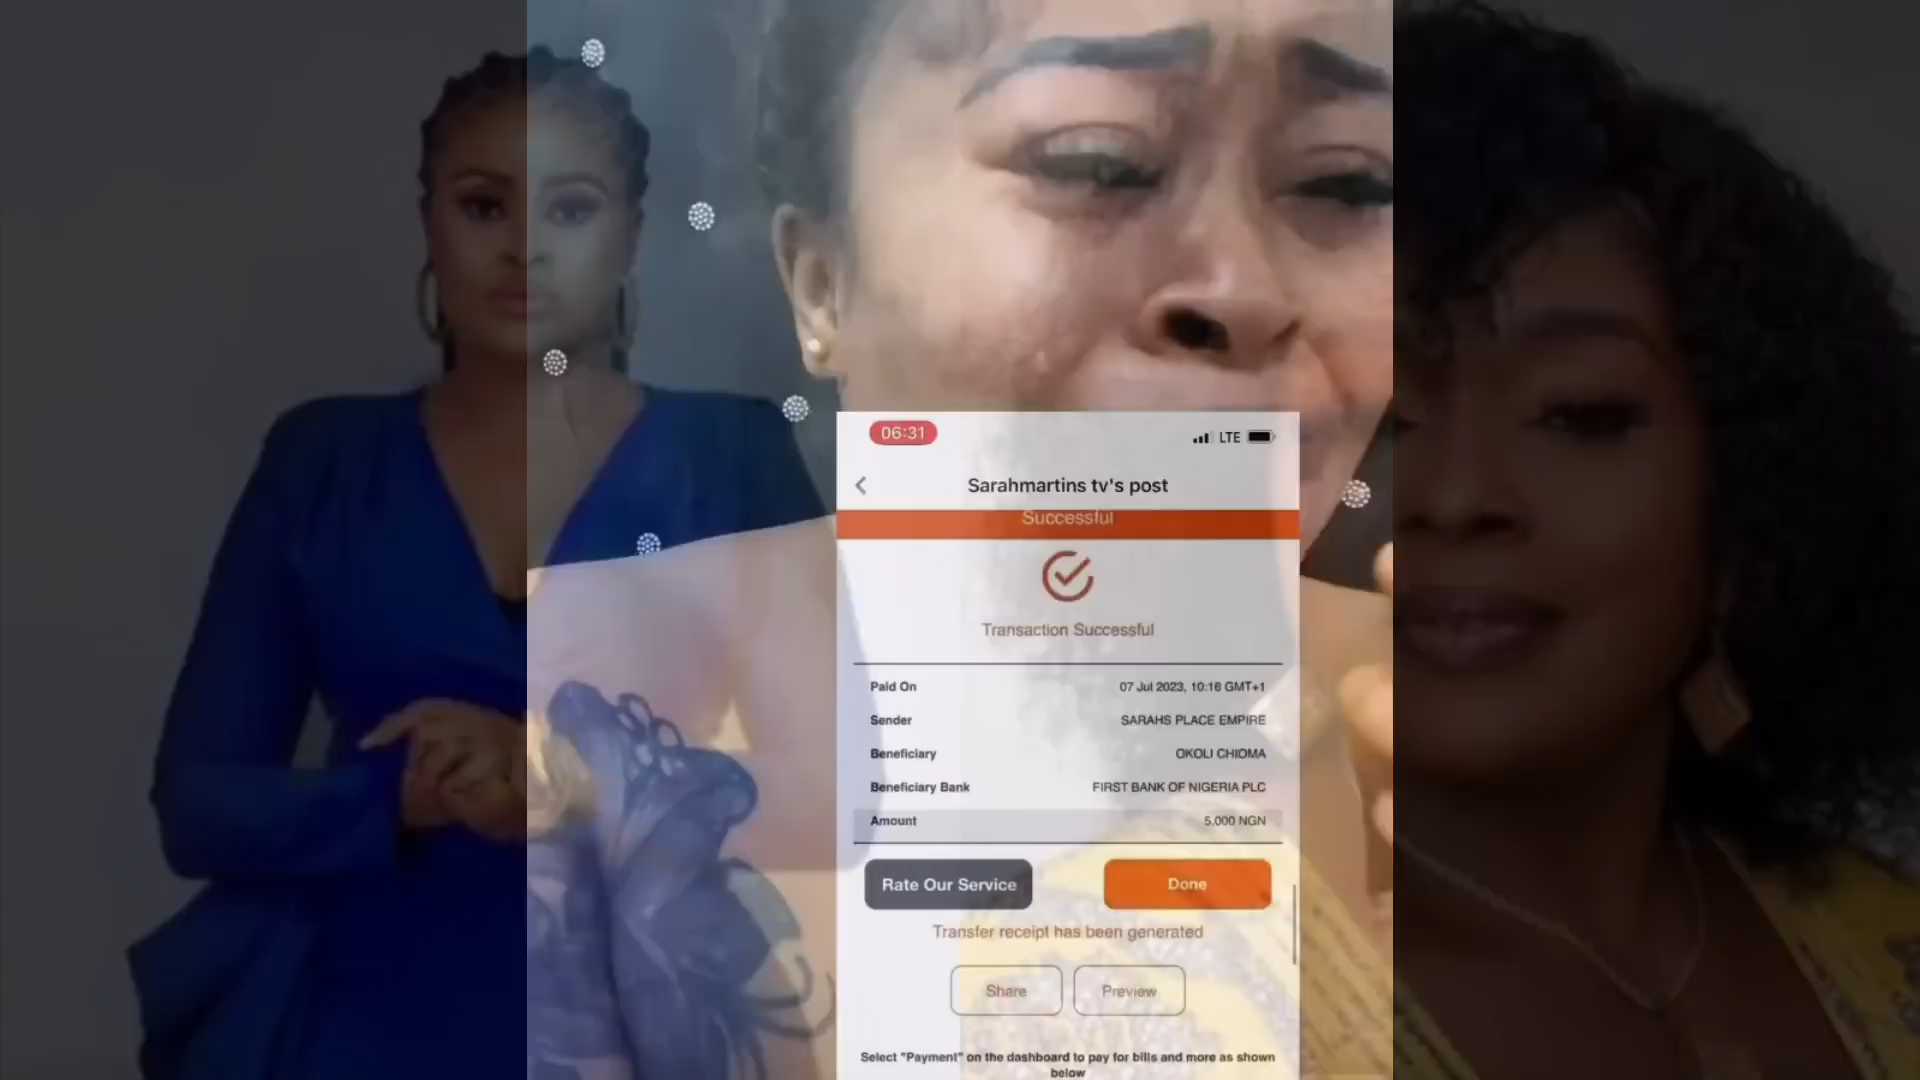 06:31
LTE
Sarahmartins tv's post
Successful
Transaction Successful
Paid On 07 Jul 2023, 10:16 GMT+1
Sender SARAHS PLACE EMPIRE
Beneficiary OKOLI CHIOMA
Beneficiary Bank FIRST BANK OF NIGERIA PLC
Amount 5,000 NGN
Rate Our Service Done
Transfer receipt has been generated
Share Preview
Select "Payment" on the dashboard to pay for bills and more as shown
below